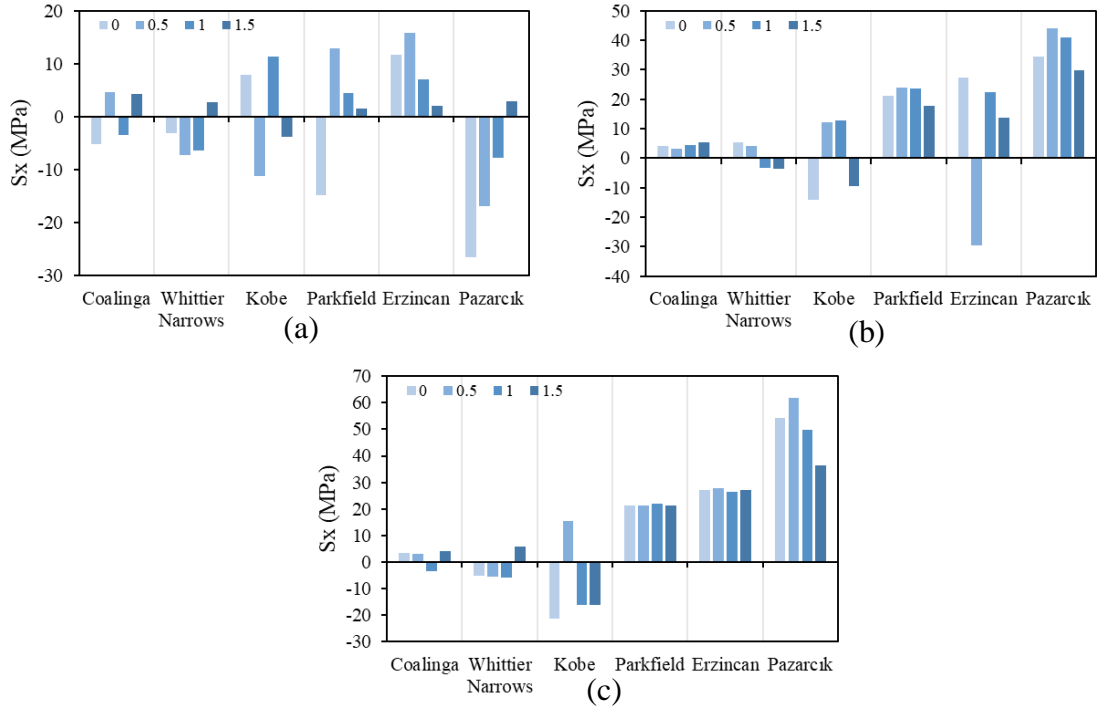 20
10
0
-10
-20
-30
Sx (MPa)
0 0.5 1 1.5
Coalinga Whittier Narrows Kobe Parkfield Erzincan Pazarcık
(a)
50
40
30
20
10
0
-10
-20
-30
-40
Sx (MPa)
0 0.5 1 1.5
Coalinga Whittier Narrows Kobe Parkfield Erzincan Pazarcık
(b)
70
60
50
40
30
20
10
0
-10
-20
-30
Sx (MPa)
0 0.5 1 1.5
Coalinga Whittier Narrows Kobe Parkfield Erzincan Pazarcık
(c)